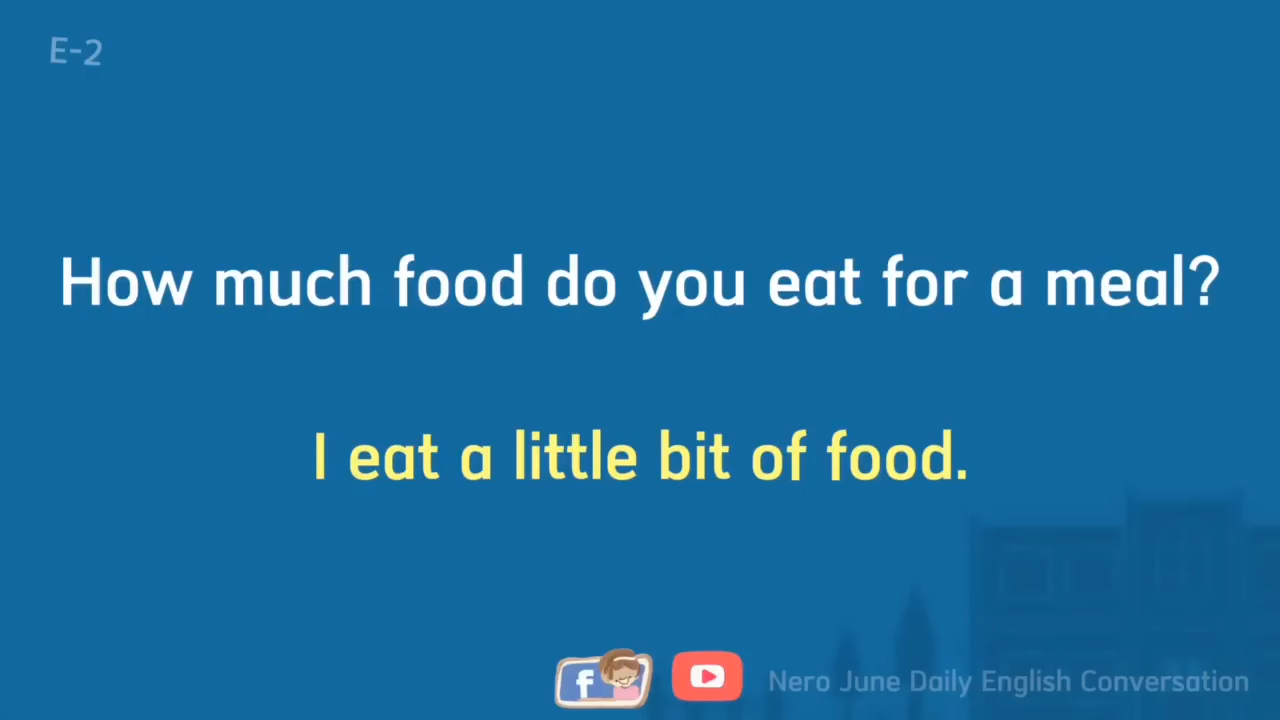 E-2
How much food do you eat for a meal?
I eat a little bit of food.
f
Nero June Daily English Conversation